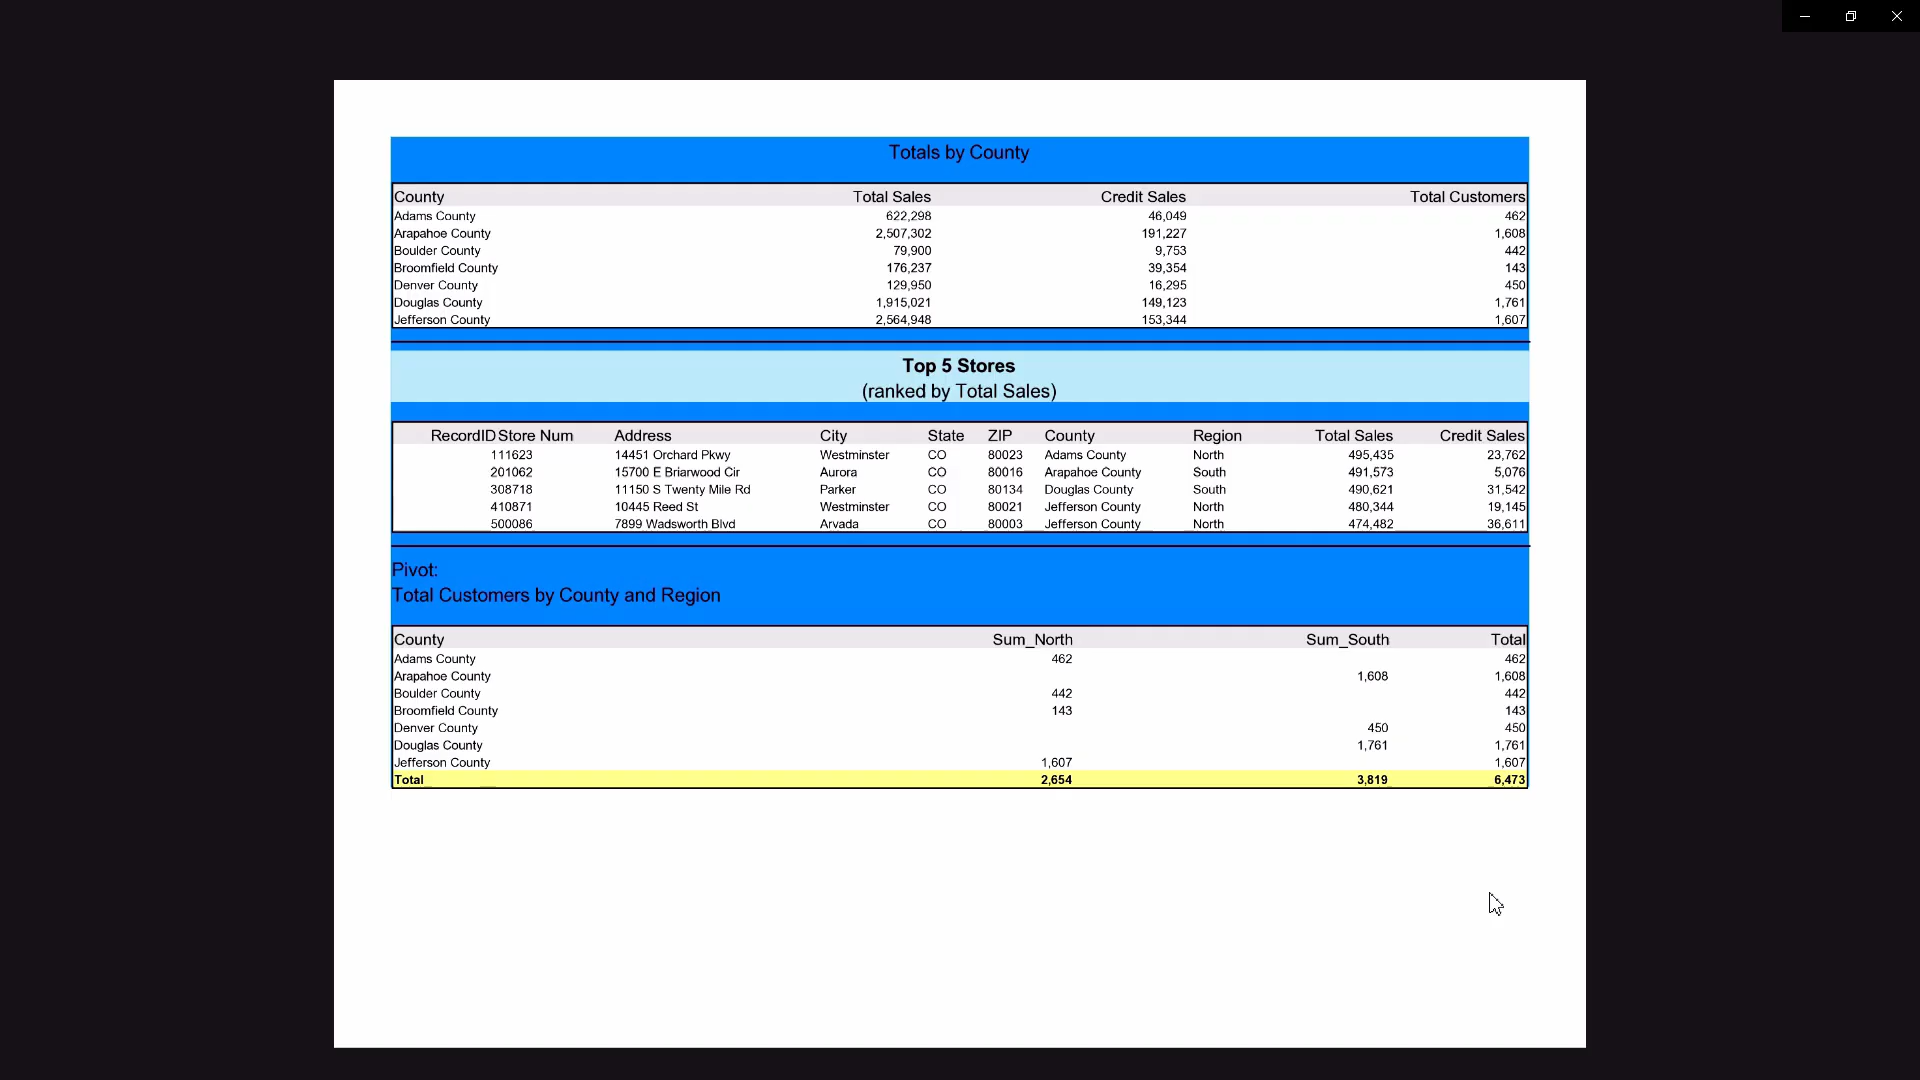 Totals by County
County Total Sales Credit Sales Total Customers
Adams County 622,298 46,049 462
Arapahoe County 2,507,302 191,227 1,608
Boulder County 79,900 9,753 442
Broomfield County 176,237 39,354 143
Denver County 129,950 16,295 450
Douglas County 1,915,021 149,123 1,761
Jefferson County 2,564,948 153,344 1,607
Top 5 Stores
(ranked by Total Sales)
RecordID Store Num Address City State ZIP County Region Total Sales Credit Sales
111623 14451 Orchard Pkwy Westminster CO 80023 Adams County North 495,435 23,762
201062 15700 E Briarwood Cir Aurora CO 80016 Arapahoe County South 491,573 5,076
308718 11150 S Twenty Mile Rd Parker CO 80134 Douglas County South 490,621 31,542
410871 10445 Reed St Westminster CO 80021 Jefferson County North 480,344 19,145
500086 7899 Wadsworth Blvd Arvada CO 80003 Jefferson County North 474,482 36,611
Pivot:
Total Customers by County and Region
County Sum_North Sum_South Total
Adams County 462 462
Arapahoe County 1,608 1,608
Boulder County 442 442
Broomfield County 143 143
Denver County 450 450
Douglas County 1,761 1,761
Jefferson County 1,607 1,607
Total 2,654 3,819 6,473